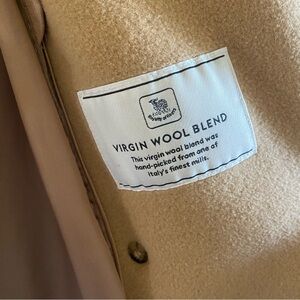 VIRGIN WOOL BLEND
This virgin wool blend was
hand-picked from one of
Italy's finest mills.